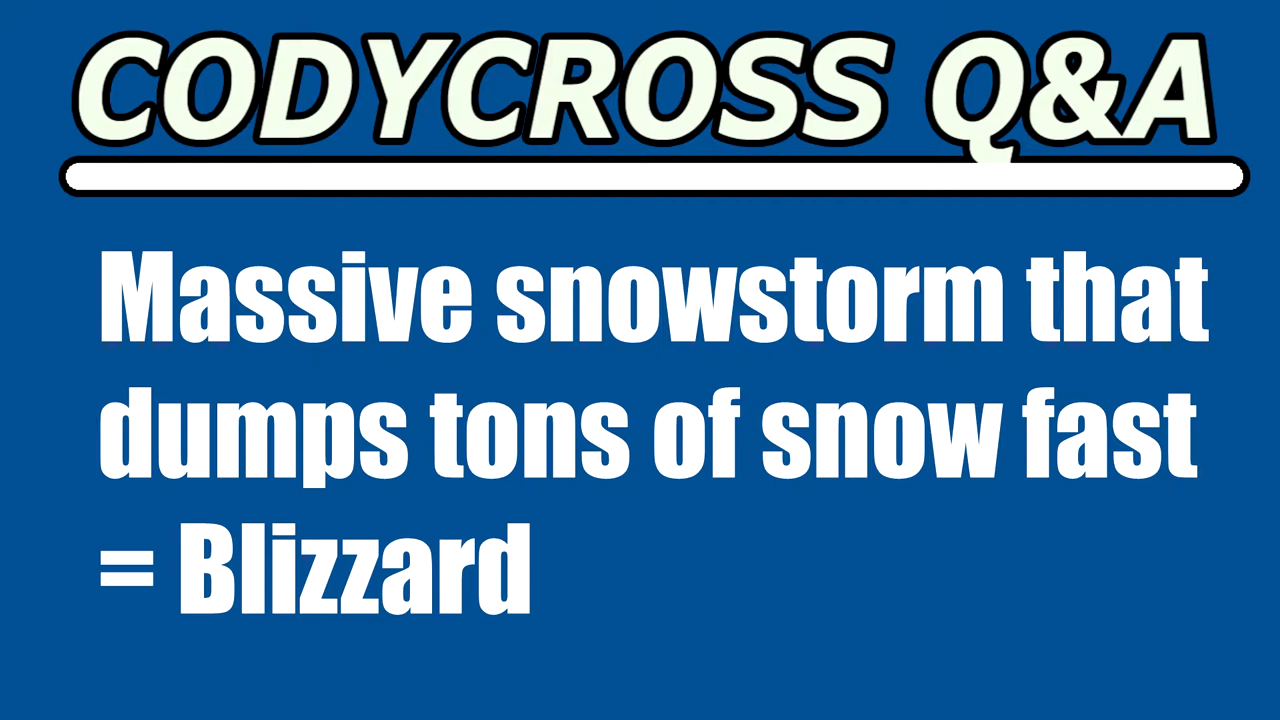 CODYCROSS Q&A
Massive snowstorm that
dumps tons of snow fast
= Blizzard